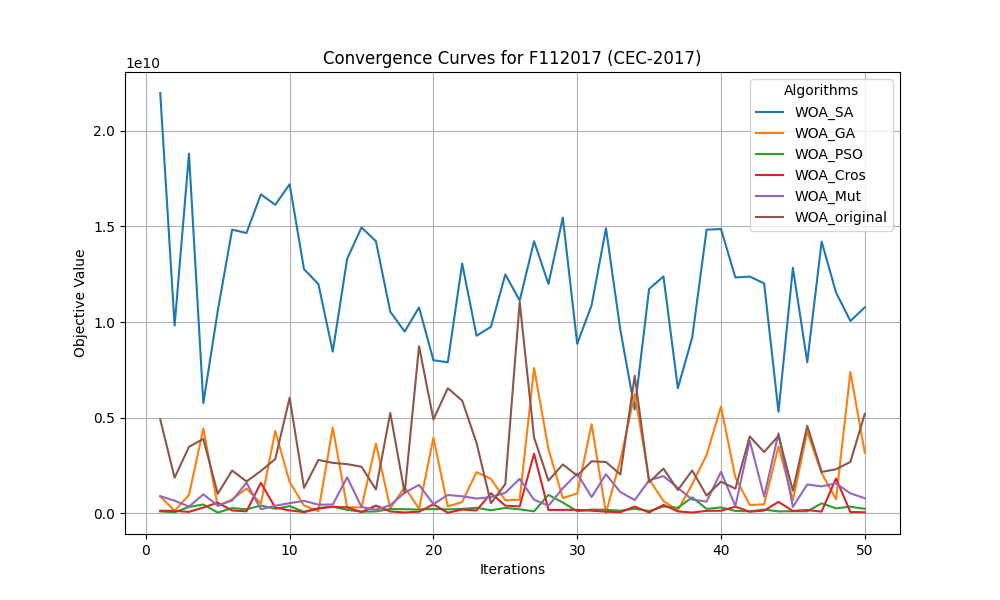 Convergence Curves for F112017 (CEC-2017)
1e10
Algorithms
WOA_SA
WOA_GA
WOA_PSO
WOA_Cros
WOA_Mut
WOA_original
2.0
1.5
1.0
0.5
0.0
Objective Value
0 10 20 30 40 50
Iterations